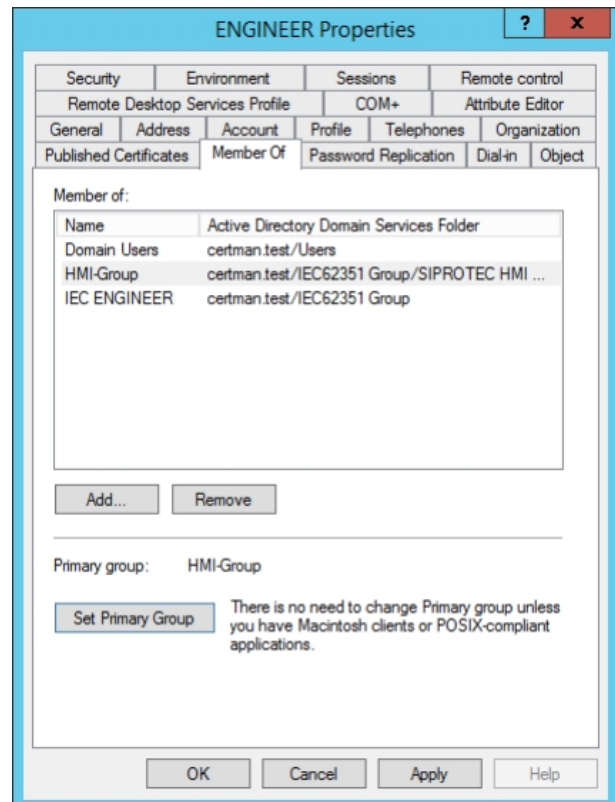 ENGINEER Properties
? x
Security Environment Sessions Remote control
Remote Desktop Services Profile COM+ Attribute Editor
General Address Account Profile Telephones Organization
Published Certificates Member Of Password Replication Dial-in Object
Member of:
Name Active Directory Domain Services Folder
Domain Users certman.test/Users
HMI-Group certman.test/IEC62351 Group/SIPROTEC HMI ...
IEC ENGINEER certman.test/IEC62351 Group
Add... Remove
Primary group: HMI-Group
Set Primary Group
There is no need to change Primary group unless
you have Macintosh clients or POSIX-compliant
applications.
OK Cancel Apply Help